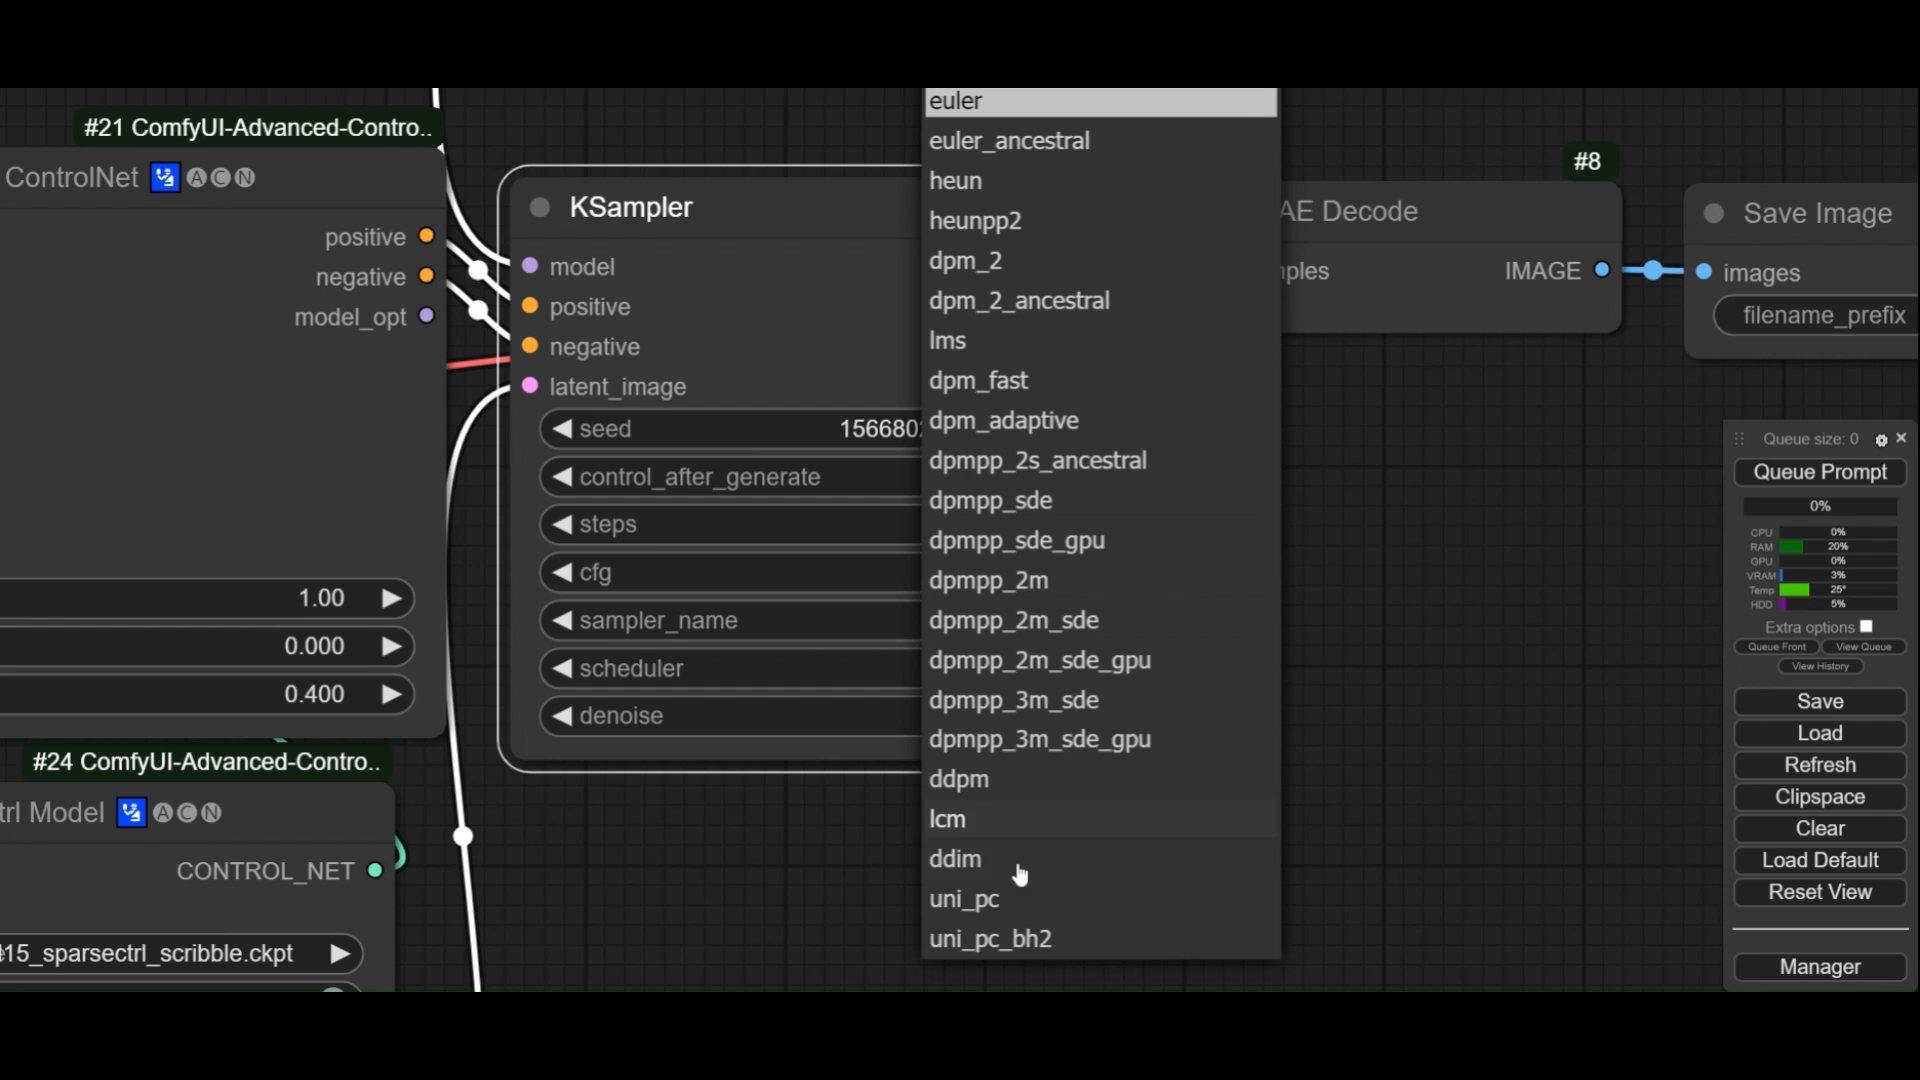 #21 ComfyUI-Advanced-Contro..
ControlNet
A C N
positive
negative
model_opt
1.00
0.000
0.400
#24 ComfyUI-Advanced-Contro..
trl Model
A C N
CONTROL_NET
15_sparsectrl_scribble.ckpt
KSampler
model
positive
negative
latent_image
seed
156680
control_after_generate
steps
cfg
sampler_name
scheduler
denoise
euler
euler_ancestral
heun
heunpp2
dpm_2
dpm_2_ancestral
lms
dpm_fast
dpm_adaptive
dpmpp_2s_ancestral
dpmpp_sde
dpmpp_sde_gpu
dpmpp_2m
dpmpp_2m_sde
dpmpp_2m_sde_gpu
dpmpp_3m_sde
dpmpp_3m_sde_gpu
ddpm
lcm
ddim
uni_pc
uni_pc_bh2
#8
AE Decode
ples
IMAGE
Save Image
images
filename_prefix
Queue size: 0
Queue Prompt
0%
CPU 0%
RAM 20%
GPU 0%
VRAM 3%
Temp 25°
HDD 5%
Extra options
Queue Front View Queue
View History
Save
Load
Refresh
Clipspace
Clear
Load Default
Reset View
Manager